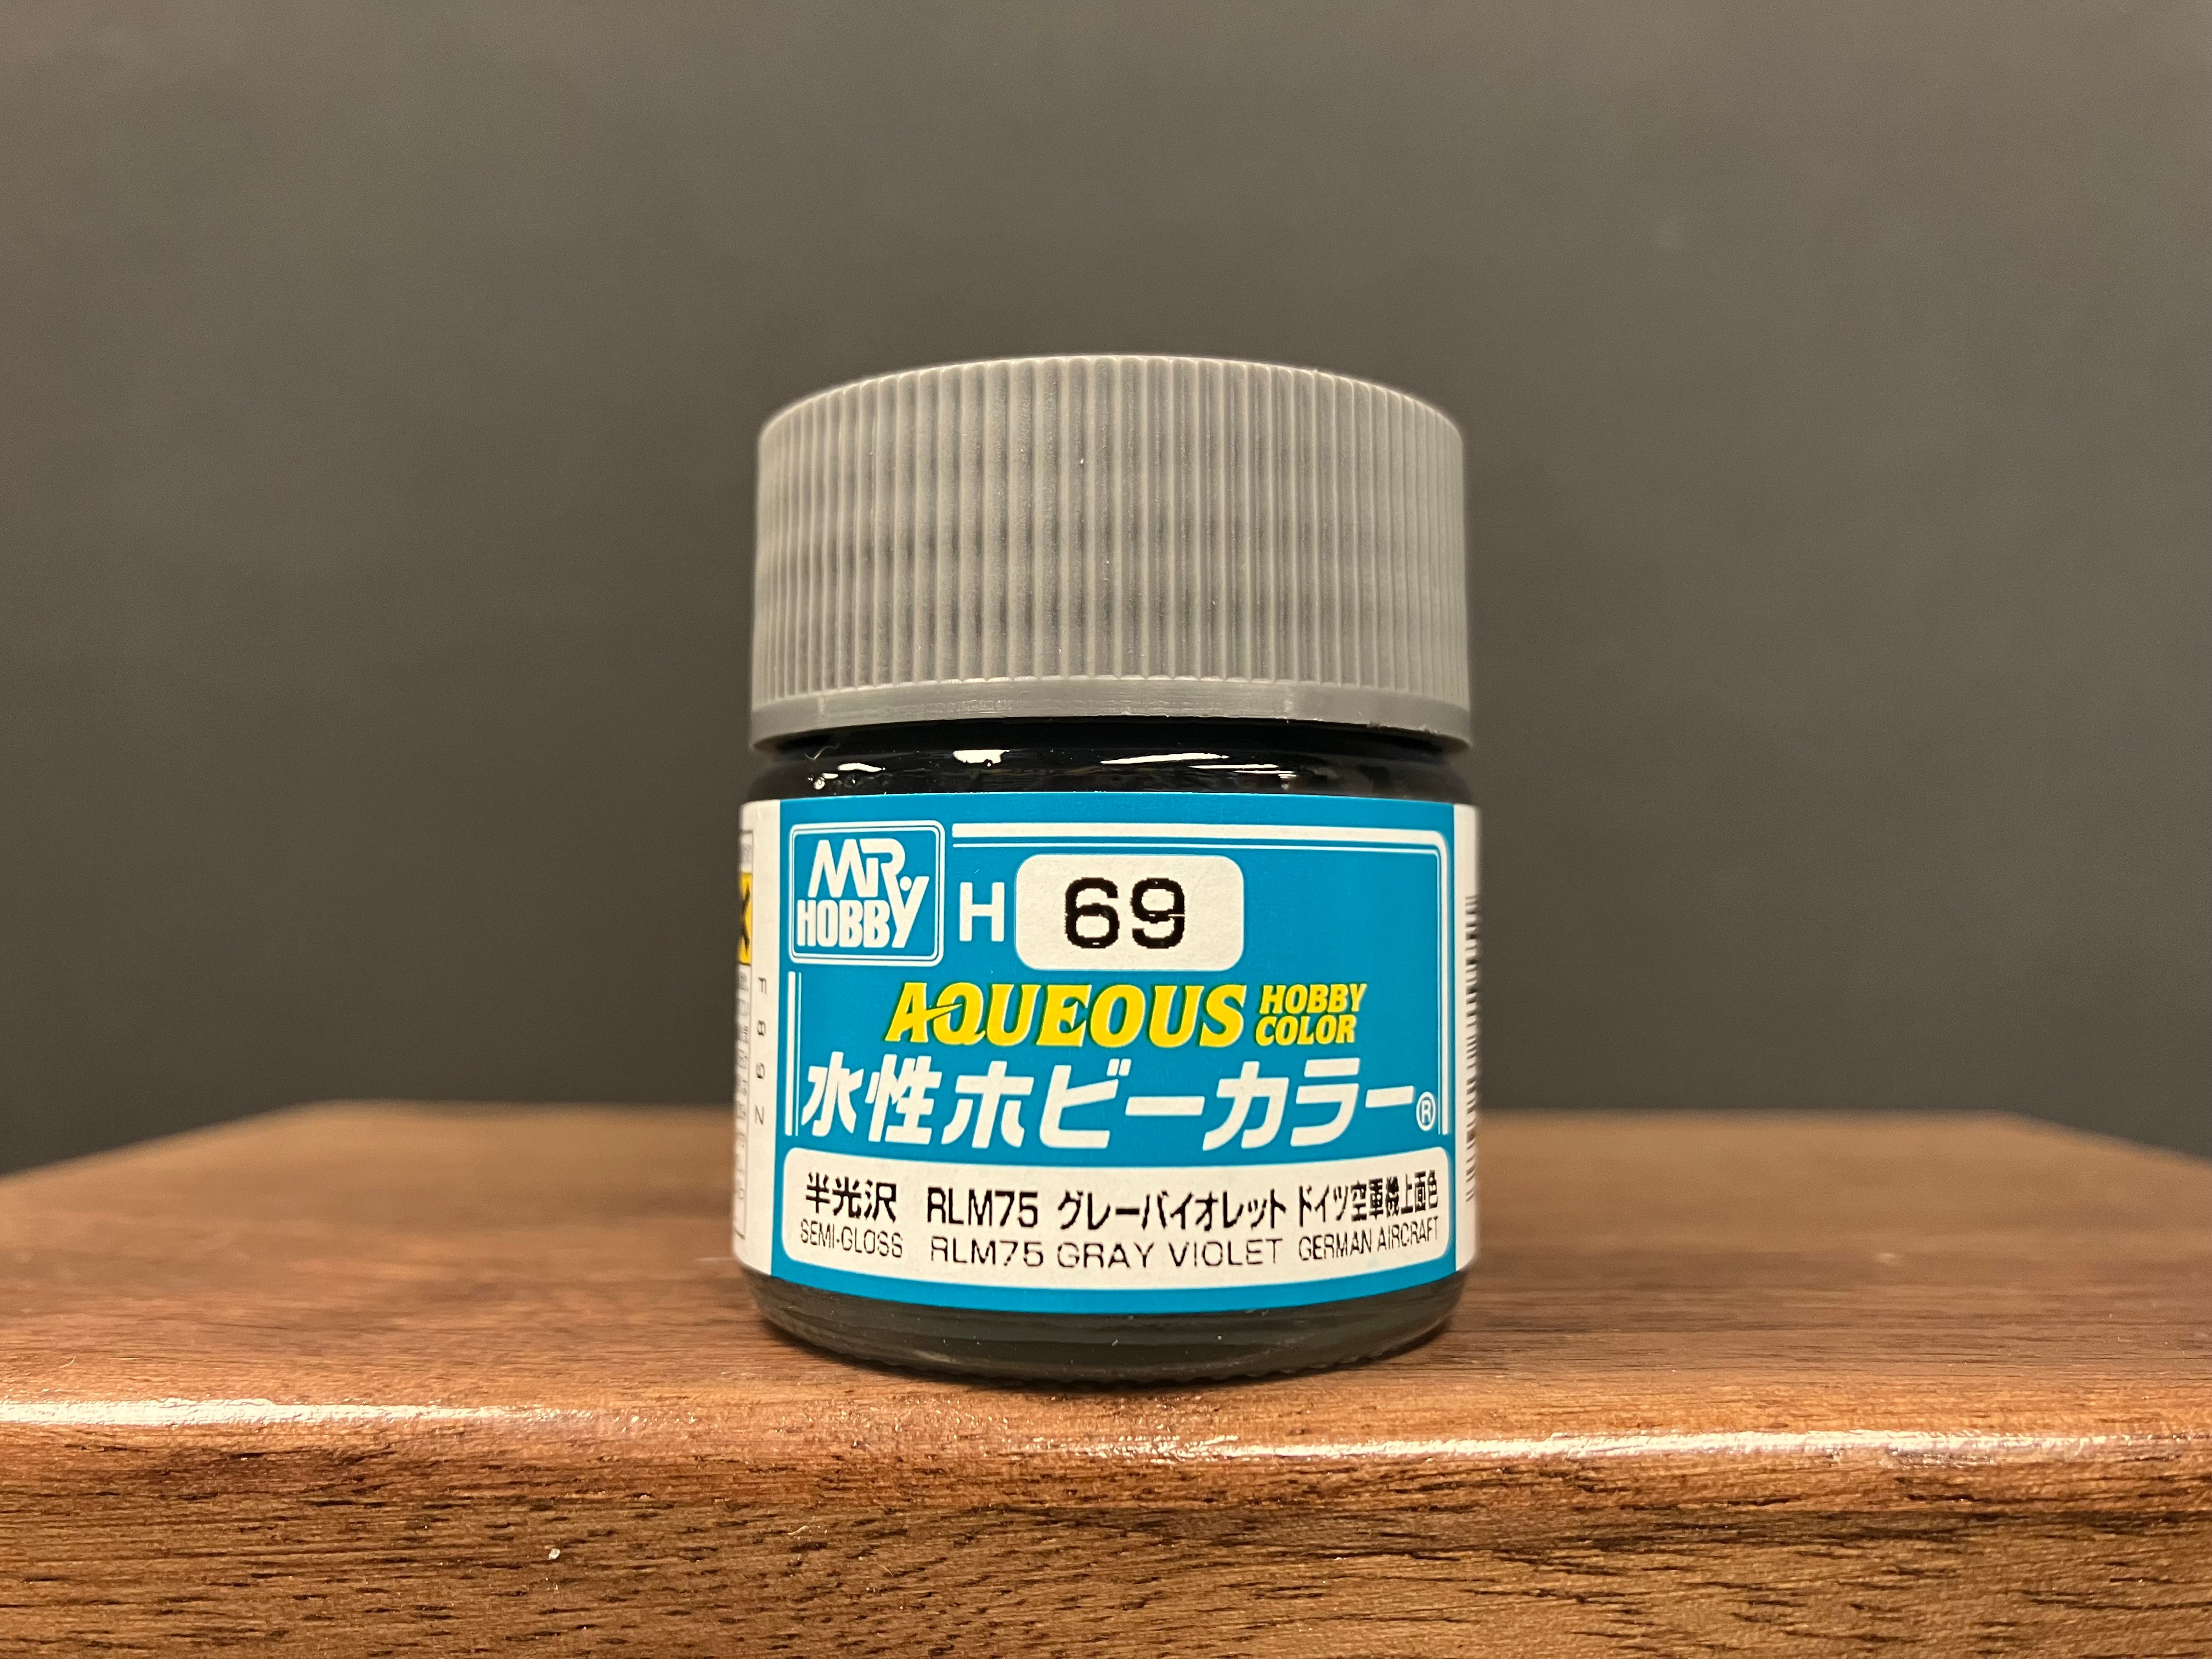 MR. HOBBY
H 69
AQUEOUS HOBBY COLOR
水性ホビーカラー®
半光沢 RLM75 グレーバイオレット ドイツ空軍機上面色
SEMI-GLOSS RLM75 GRAY VIOLET GERMAN AIRCRAFT